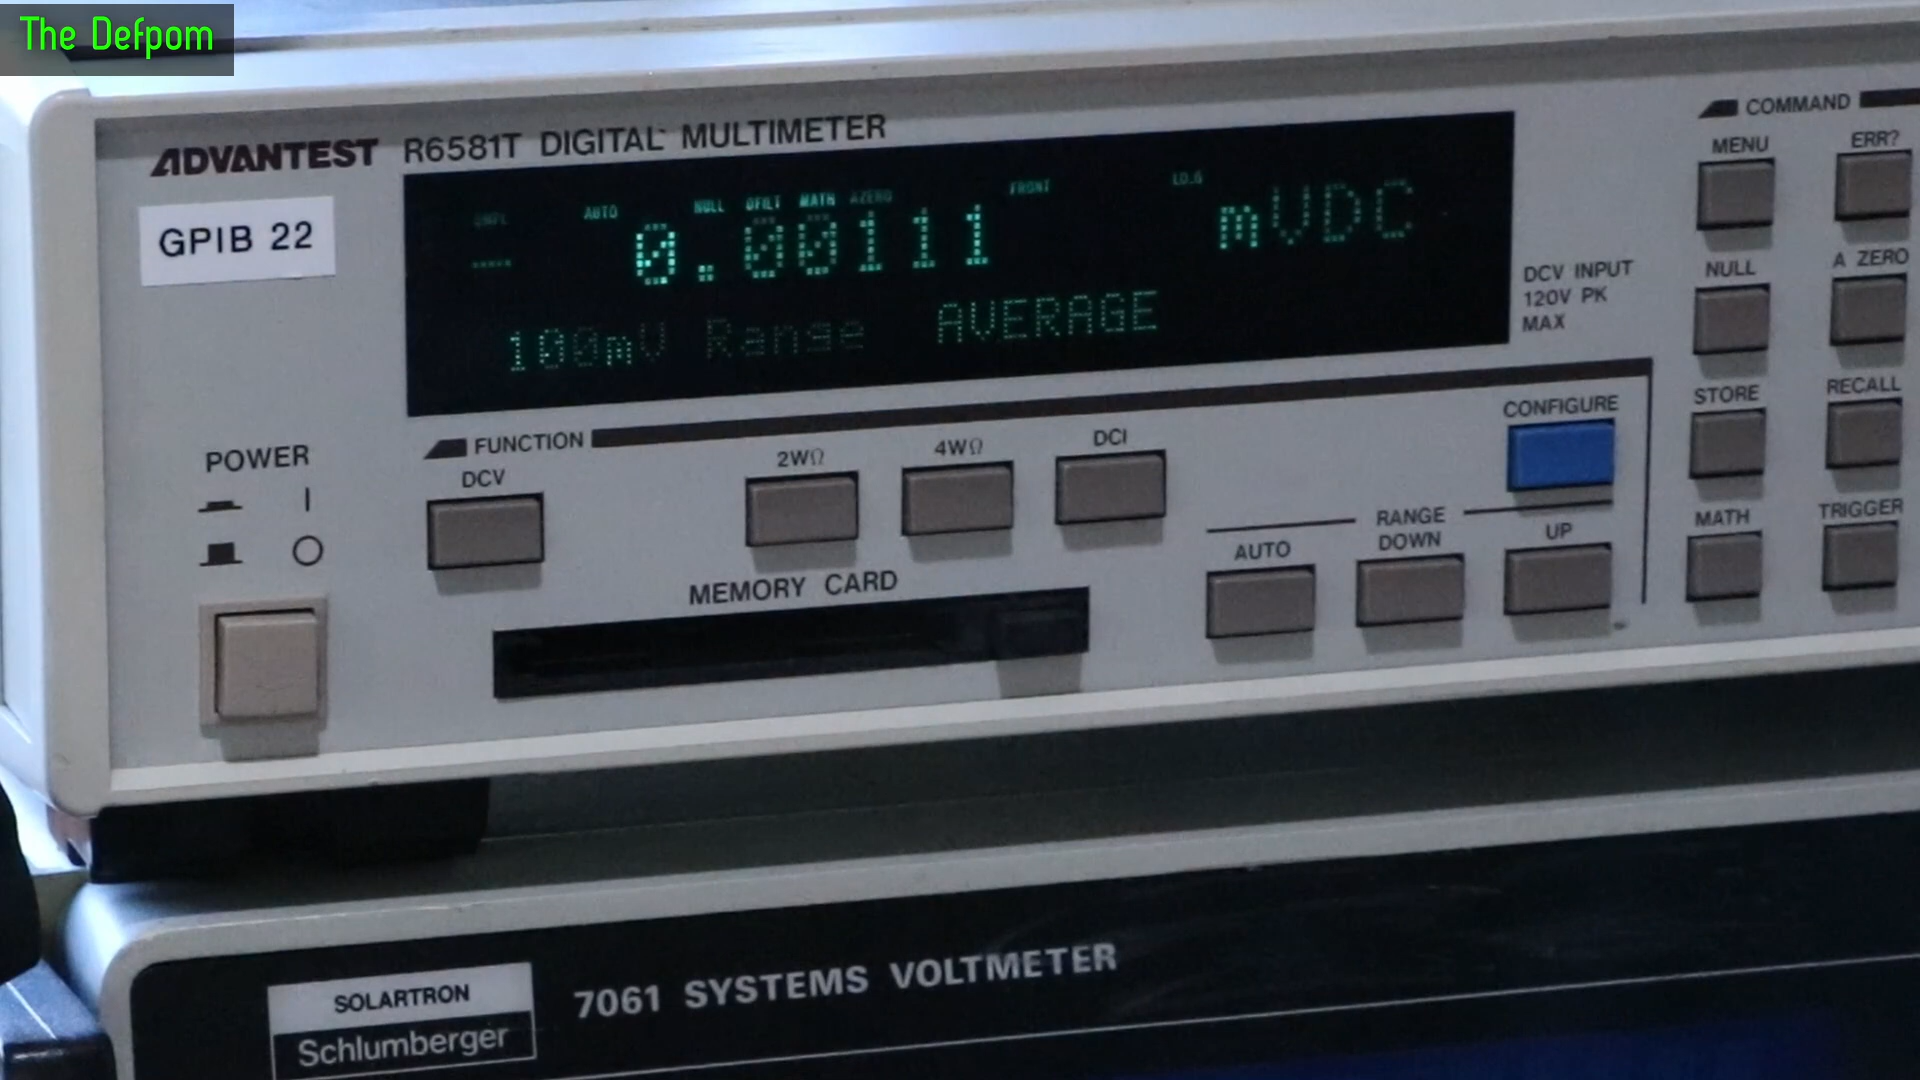 The Defpom
ADVANTEST R6581T DIGITAL MULTIMETER
GPIB 22
AUTO NULL DFILT MATH AZERO FRONT LO.G
0.00111 mVDC
100mV Range AVERAGE
DCV INPUT
120V PK
MAX
COMMAND
MENU ERR?
NULL A ZERO
STORE RECALL
MATH TRIGGER
POWER
I
O
FUNCTION
DCV 2WΩ 4WΩ DCI
CONFIGURE
RANGE
AUTO DOWN UP
MEMORY CARD
SOLARTRON
Schlumberger
7061 SYSTEMS VOLTMETER